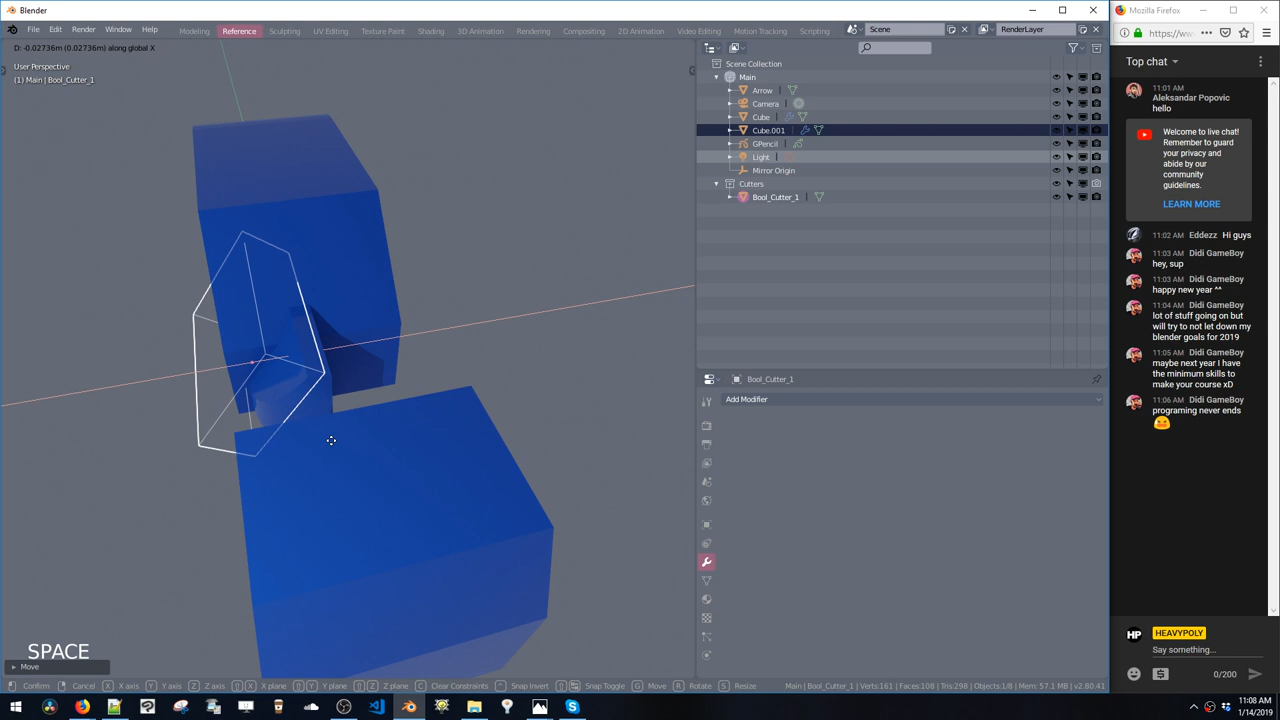 Blender
File Edit Render Window Help
Modeling Reference Sculpting UV Editing Texture Paint Shading 3D Animation Rendering Compositing 2D Animation Video Editing Motion Tracking Scripting
Scene
RenderLayer
D: -0.02736m (0.02736m) along global X
User Perspective
(1) Main | Bool_Cutter_1
Scene Collection
Main
Arrow
Camera
Cube
Cube.001
GPencil
Light
Mirror Origin
Cutters
Bool_Cutter_1
Bool_Cutter_1
Add Modifier
SPACE
Move
Confirm Cancel X X axis Y Y axis Z Z axis X X plane Y Y plane Z Z plane C Clear Constraints Snap Invert Snap Toggle G Move R Rotate S Resize
Main | Bool_Cutter_1 | Verts:161 | Faces:108 | Tris:298 | Objects:1/8 | Mem: 57.1 MB | v2.80.41
Mozilla Firefox
https://ww
Top chat
11:01 AM
Aleksandar Popovic
hello
Welcome to live chat!
Remember to guard
your privacy and
abide by our
community
guidelines.
LEARN MORE
11:02 AM Eddezz Hi guys
11:03 AM Didi GameBoy
hey, sup
11:03 AM Didi GameBoy
happy new year ^^
11:04 AM Didi GameBoy
lot of stuff going on but
will try to not let down my
blender goals for 2019
11:05 AM Didi GameBoy
maybe next year I have
the minimum skills to
make your course xD
11:06 AM Didi GameBoy
programing never ends
HP HEAVYPOLY
Say something...
0/200
11:08 AM
1/14/2019